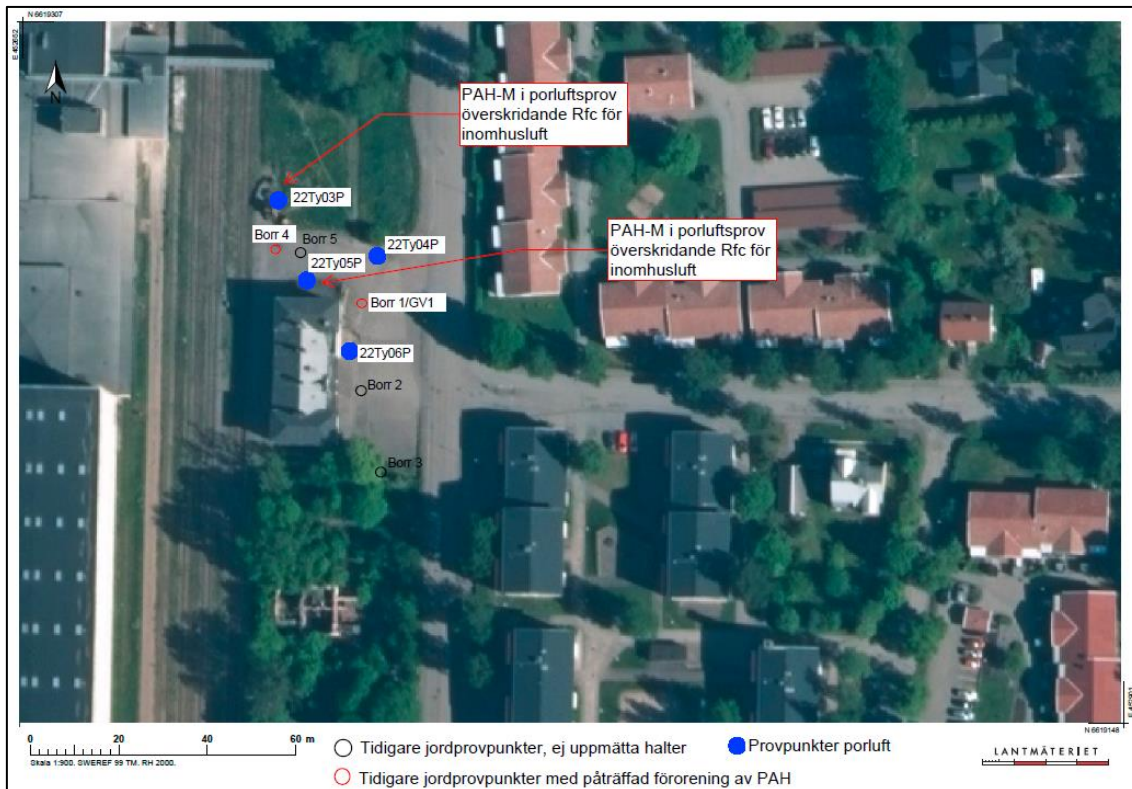 N 6619307
E 482652
N
PAH-M i porluftsprov
överskridande Rfc för
inomhusluft
22Ty03P
Borr 4
Borr 5
22Ty04P
PAH-M i porluftsprov
överskridande Rfc för
inomhusluft
22Ty05P
Borr 1/GV1
22Ty06P
Borr 2
Borr 3
N 6619148
0 20 40 60 m
Skala 1:900. SWEREF 99 TM. RH 2000.
Tidigare jordprovpunkter, ej uppmätta halter
Provpunkter porluft
Tidigare jordprovpunkter med påträffad förorening av PAH
LANTMÄTERIET